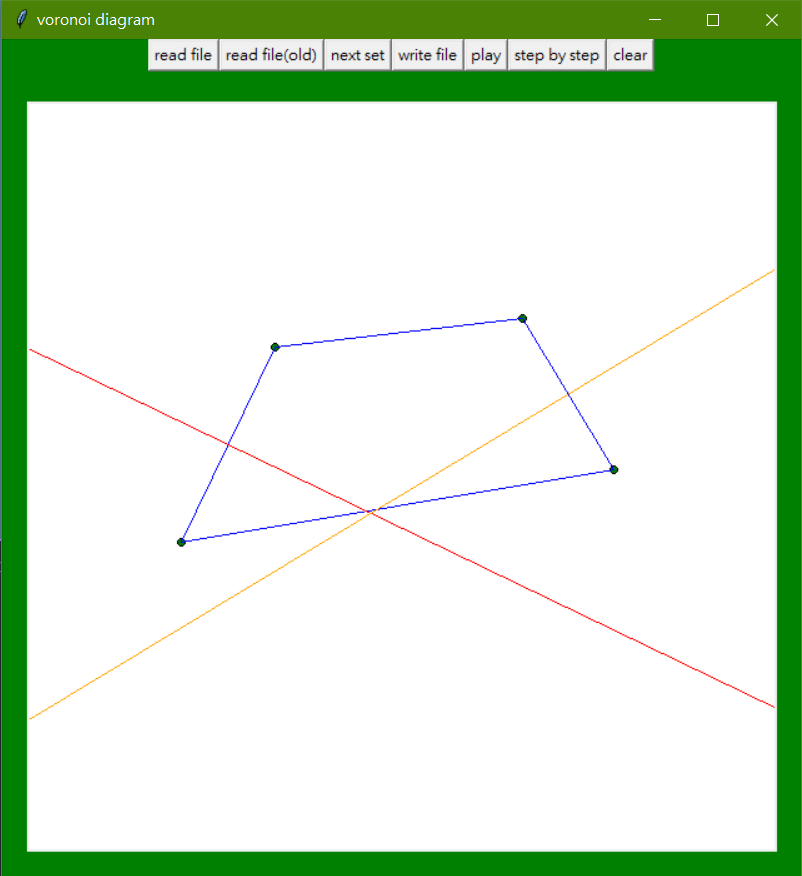 voronoi diagram
read file read file(old) next set write file play step by step clear